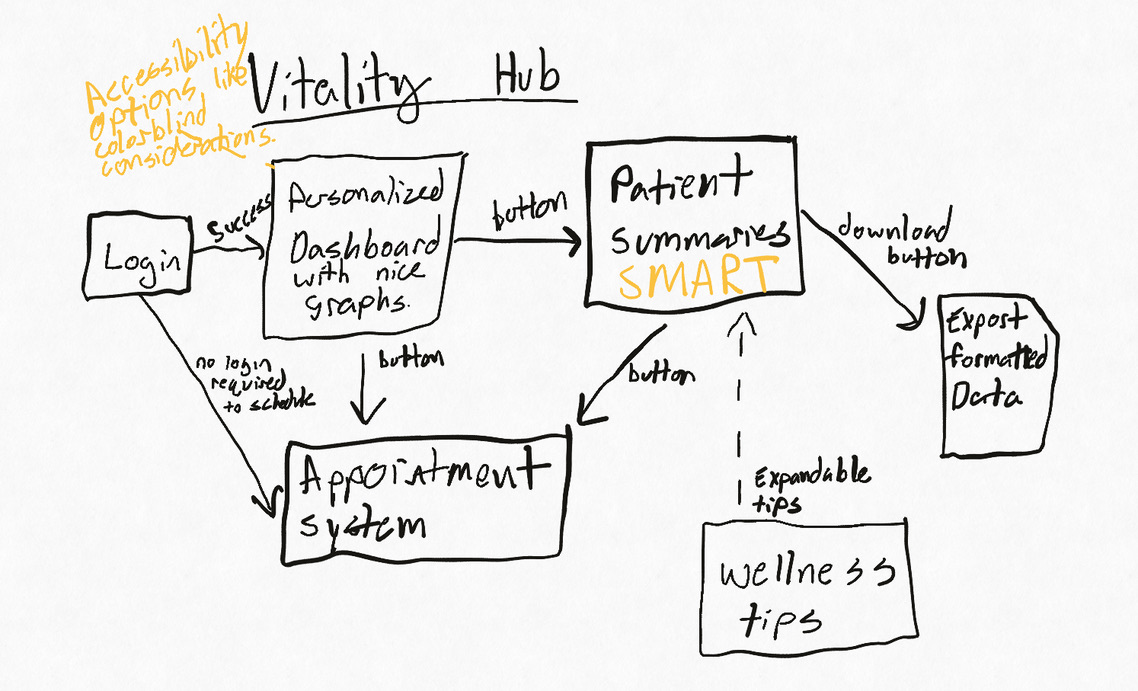 Accessibility
options like
colorblind
considerations.
Vitality Hub
Login
Success
Personalized
Dashboard
with nice
graphs.
button
Patient
summaries
SMART
download
button
Export
formatted
Data
no login
required
to schedule
button
button
Appointment
system
Expandable
tips
wellness
tips